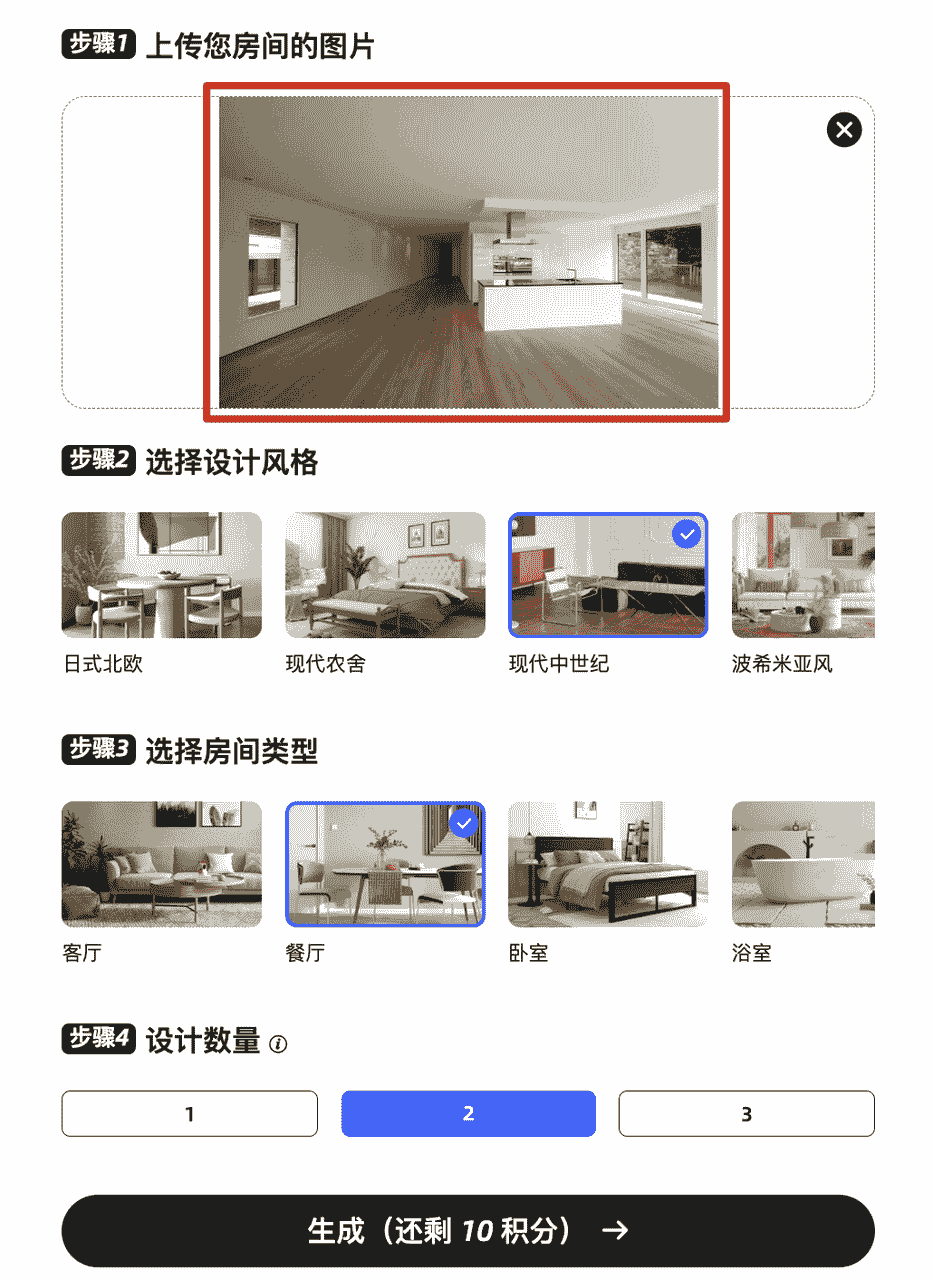 步骤1 上传您房间的图片
步骤2 选择设计风格
日式北欧 现代农舍 现代中世纪 波希米亚风
步骤3 选择房间类型
客厅 餐厅 卧室 浴室
步骤4 设计数量 i
1 2 3
生成（还剩 10 积分） →